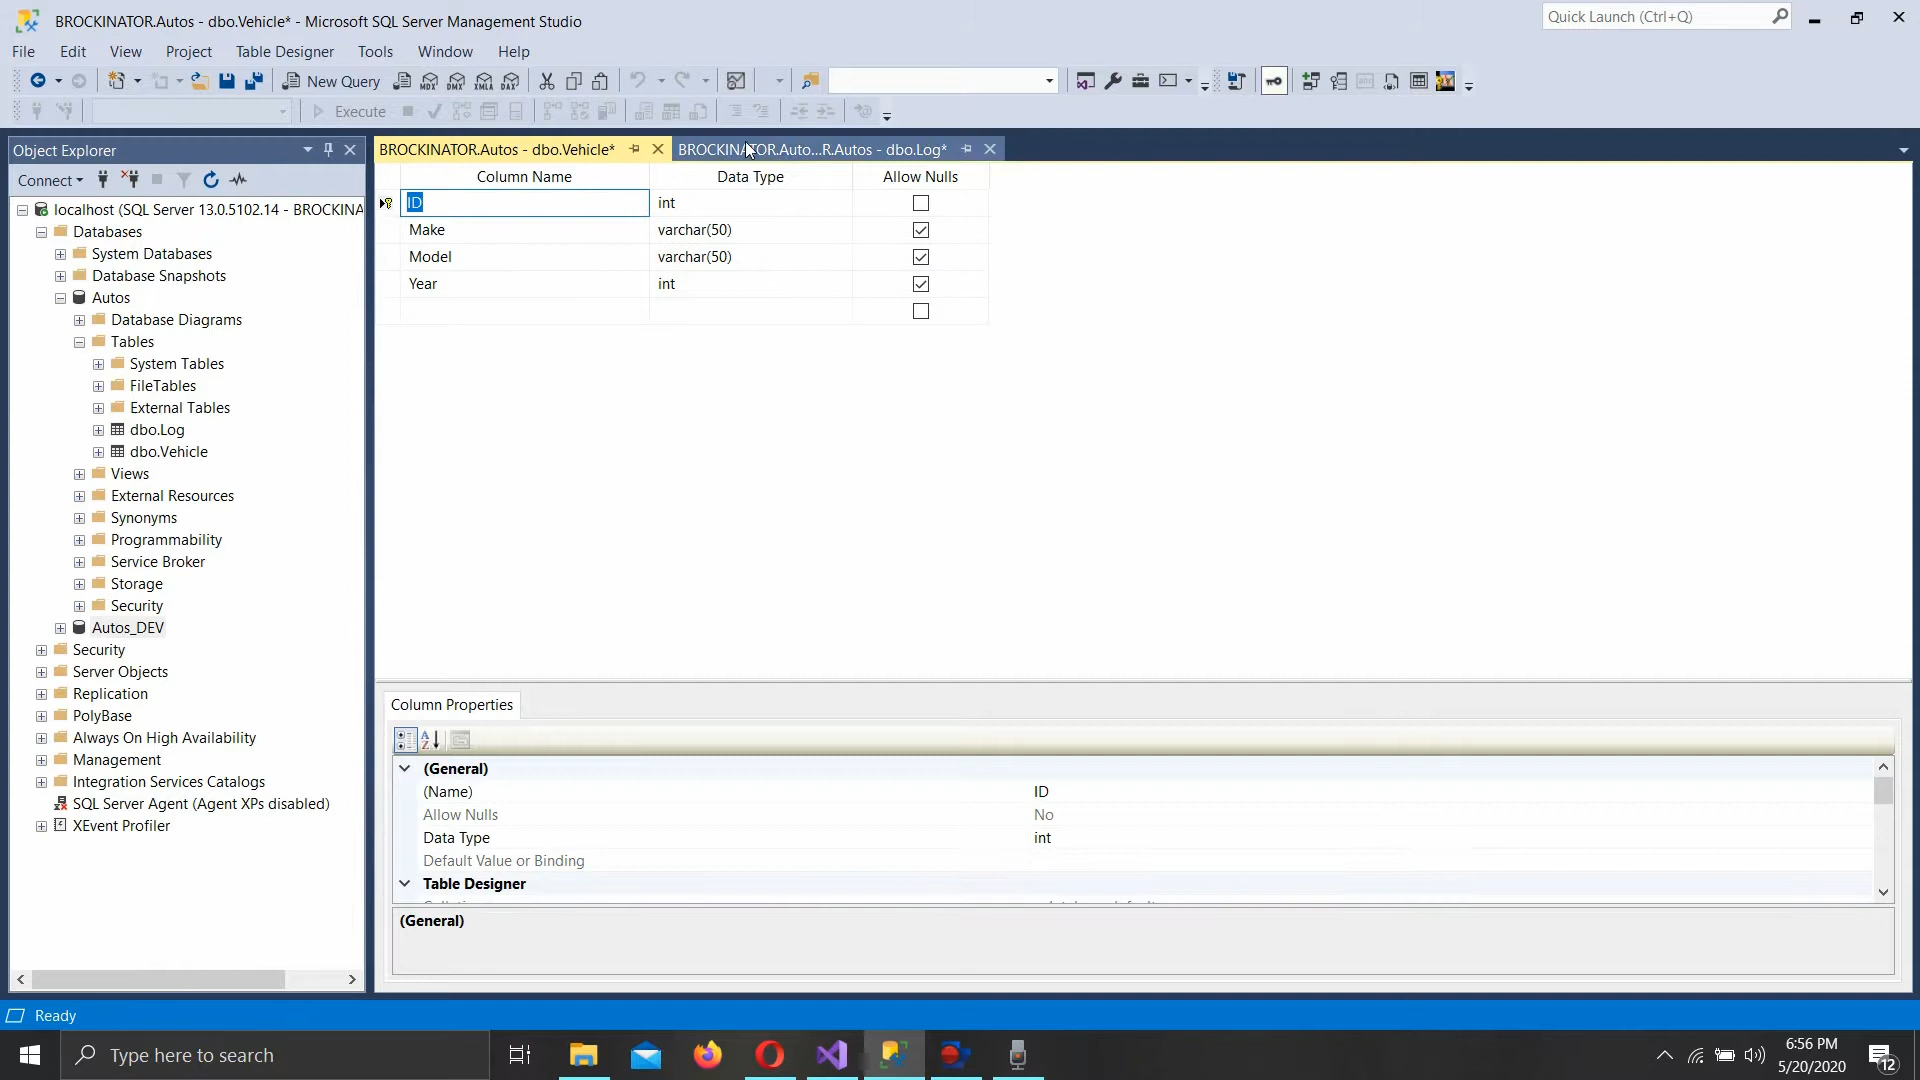 BROCKINATOR.Autos - dbo.Vehicle* - Microsoft SQL Server Management Studio
Quick Launch (Ctrl+Q)
File Edit View Project Table Designer Tools Window Help
New Query
MDX DMX XMLA DAX
Execute
Object Explorer
Connect
localhost (SQL Server 13.0.5102.14 - BROCKINA
Databases
System Databases
Database Snapshots
Autos
Database Diagrams
Tables
System Tables
FileTables
External Tables
dbo.Log
dbo.Vehicle
Views
External Resources
Synonyms
Programmability
Service Broker
Storage
Security
Autos_DEV
Security
Server Objects
Replication
PolyBase
Always On High Availability
Management
Integration Services Catalogs
SQL Server Agent (Agent XPs disabled)
XEvent Profiler
BROCKINATOR.Autos - dbo.Vehicle*
BROCKINATOR.Auto...R.Autos - dbo.Log*
Column Name Data Type Allow Nulls
ID int
Make varchar(50)
Model varchar(50)
Year int
Column Properties
(General)
(Name) ID
Allow Nulls No
Data Type int
Default Value or Binding
Table Designer
(General)
Ready
Type here to search
6:56 PM
5/20/2020
12